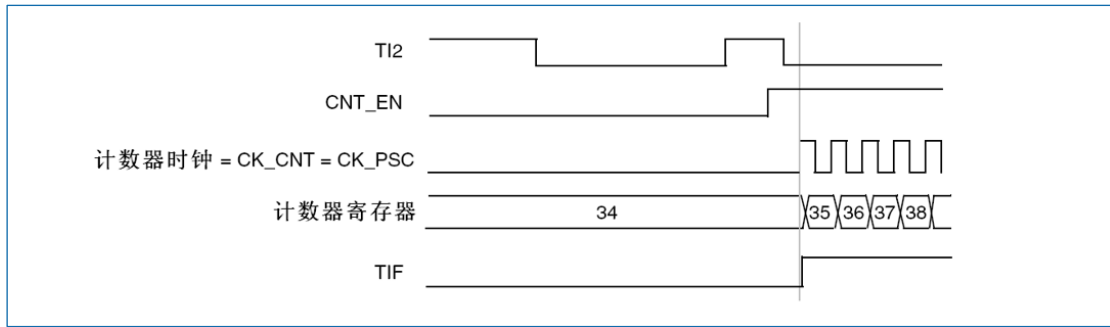 TI2
CNT_EN
计数器时钟 = CK_CNT = CK_PSC
计数器寄存器 34 35 36 37 38
TIF